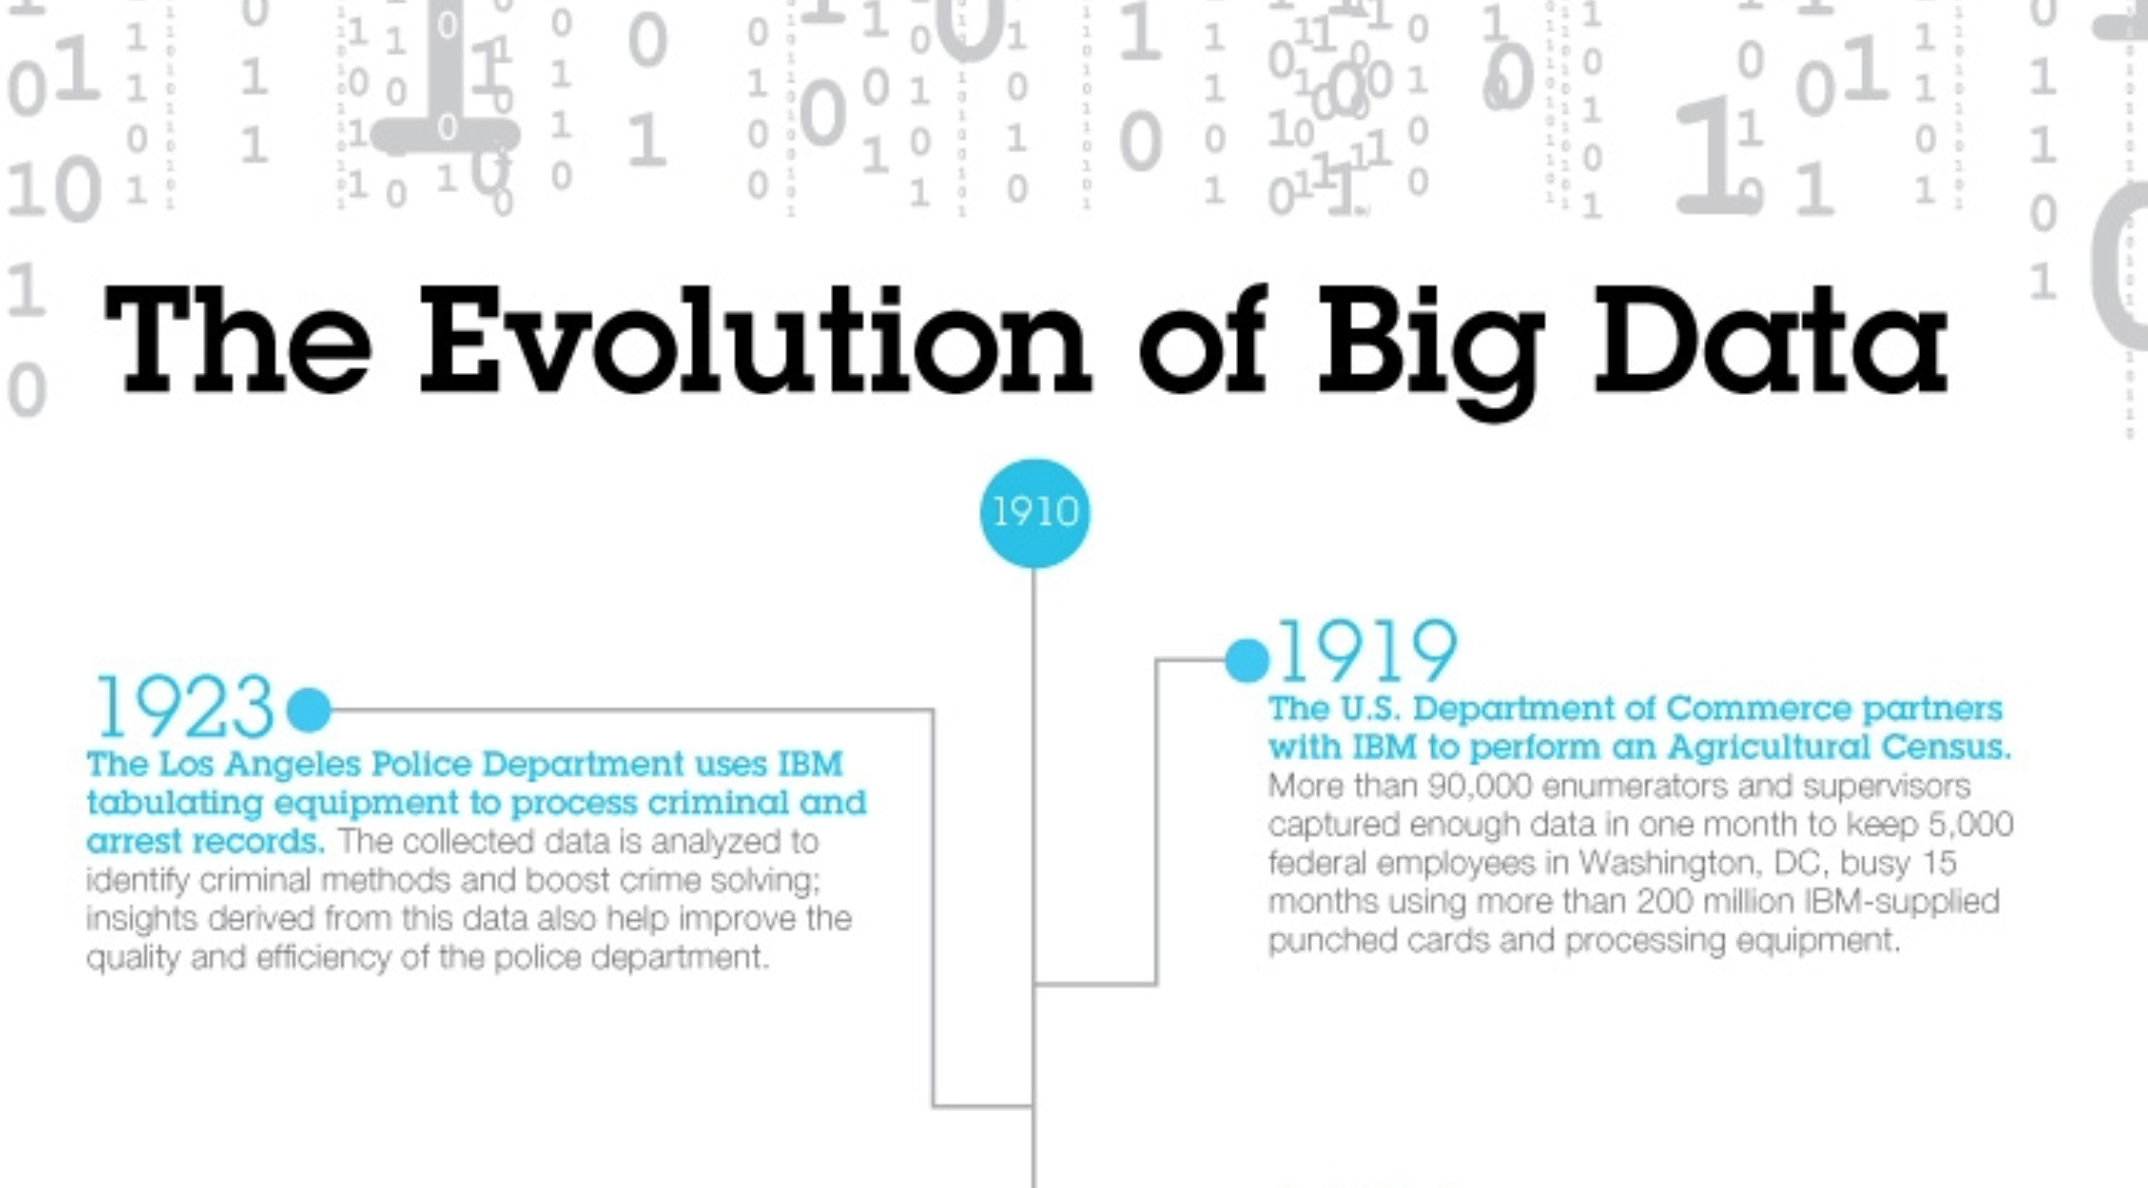 The Evolution of Big Data
1910
1919
The U.S. Department of Commerce partners
with IBM to perform an Agricultural Census.
More than 90,000 enumerators and supervisors
captured enough data in one month to keep 5,000
federal employees in Washington, DC, busy 15
months using more than 200 million IBM-supplied
punched cards and processing equipment.
1923
The Los Angeles Police Department uses IBM
tabulating equipment to process criminal and
arrest records. The collected data is analyzed to
identify criminal methods and boost crime solving;
insights derived from this data also help improve the
quality and efficiency of the police department.